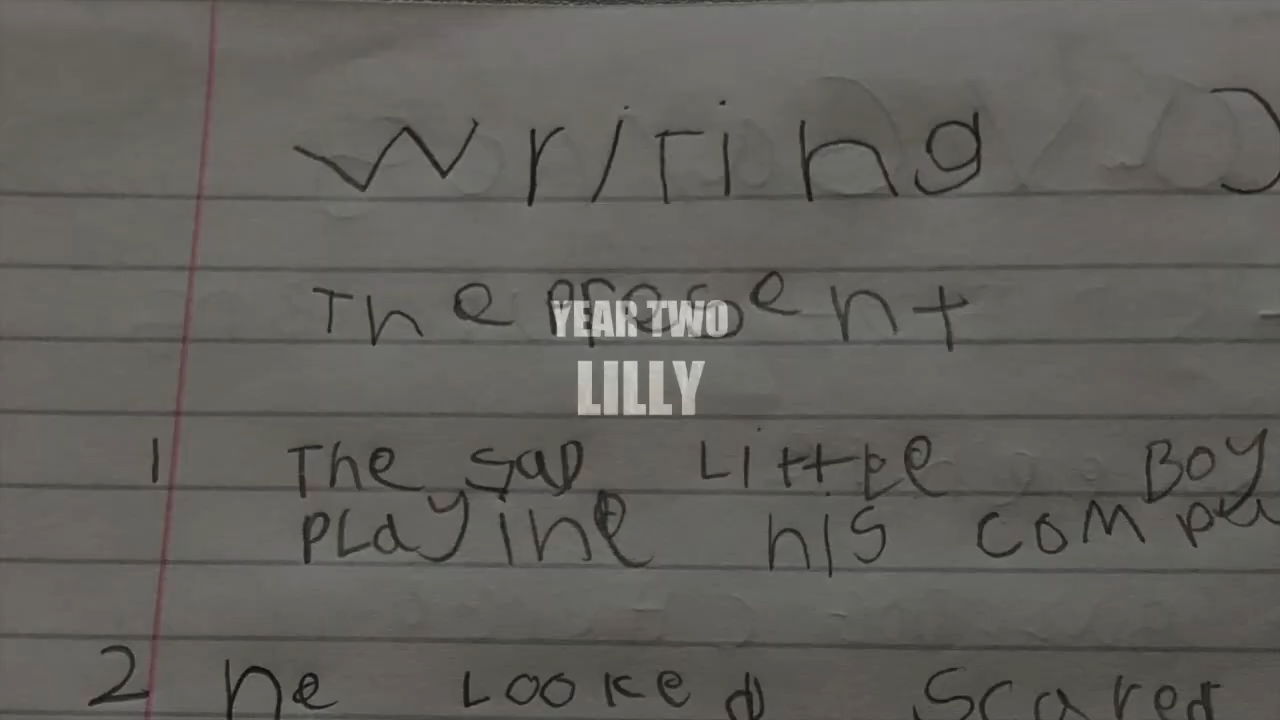 Writing
The present
YEAR TWO
LILLY
1 The sad Little Boy
PLayine his
2 he Looked scared